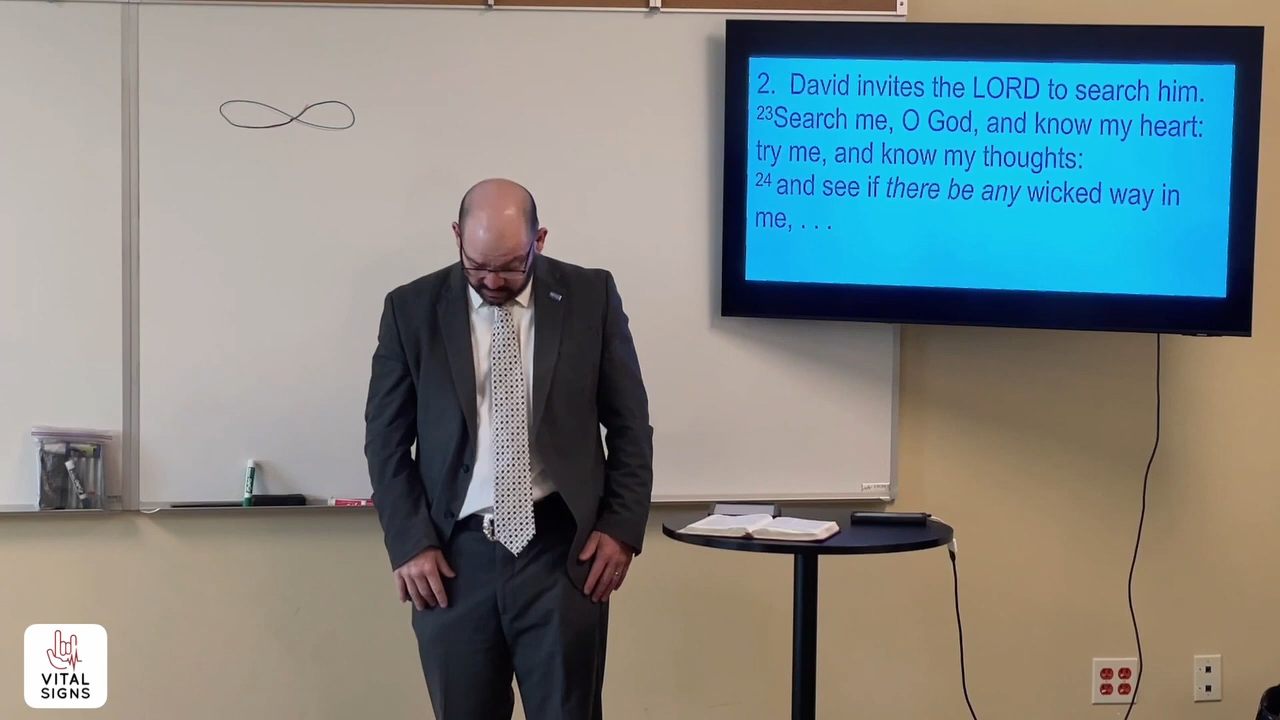 2. David invites the LORD to search him.
23Search me, O God, and know my heart:
try me, and know my thoughts:
24 and see if there be any wicked way in
me, . . .
VITAL
SIGNS